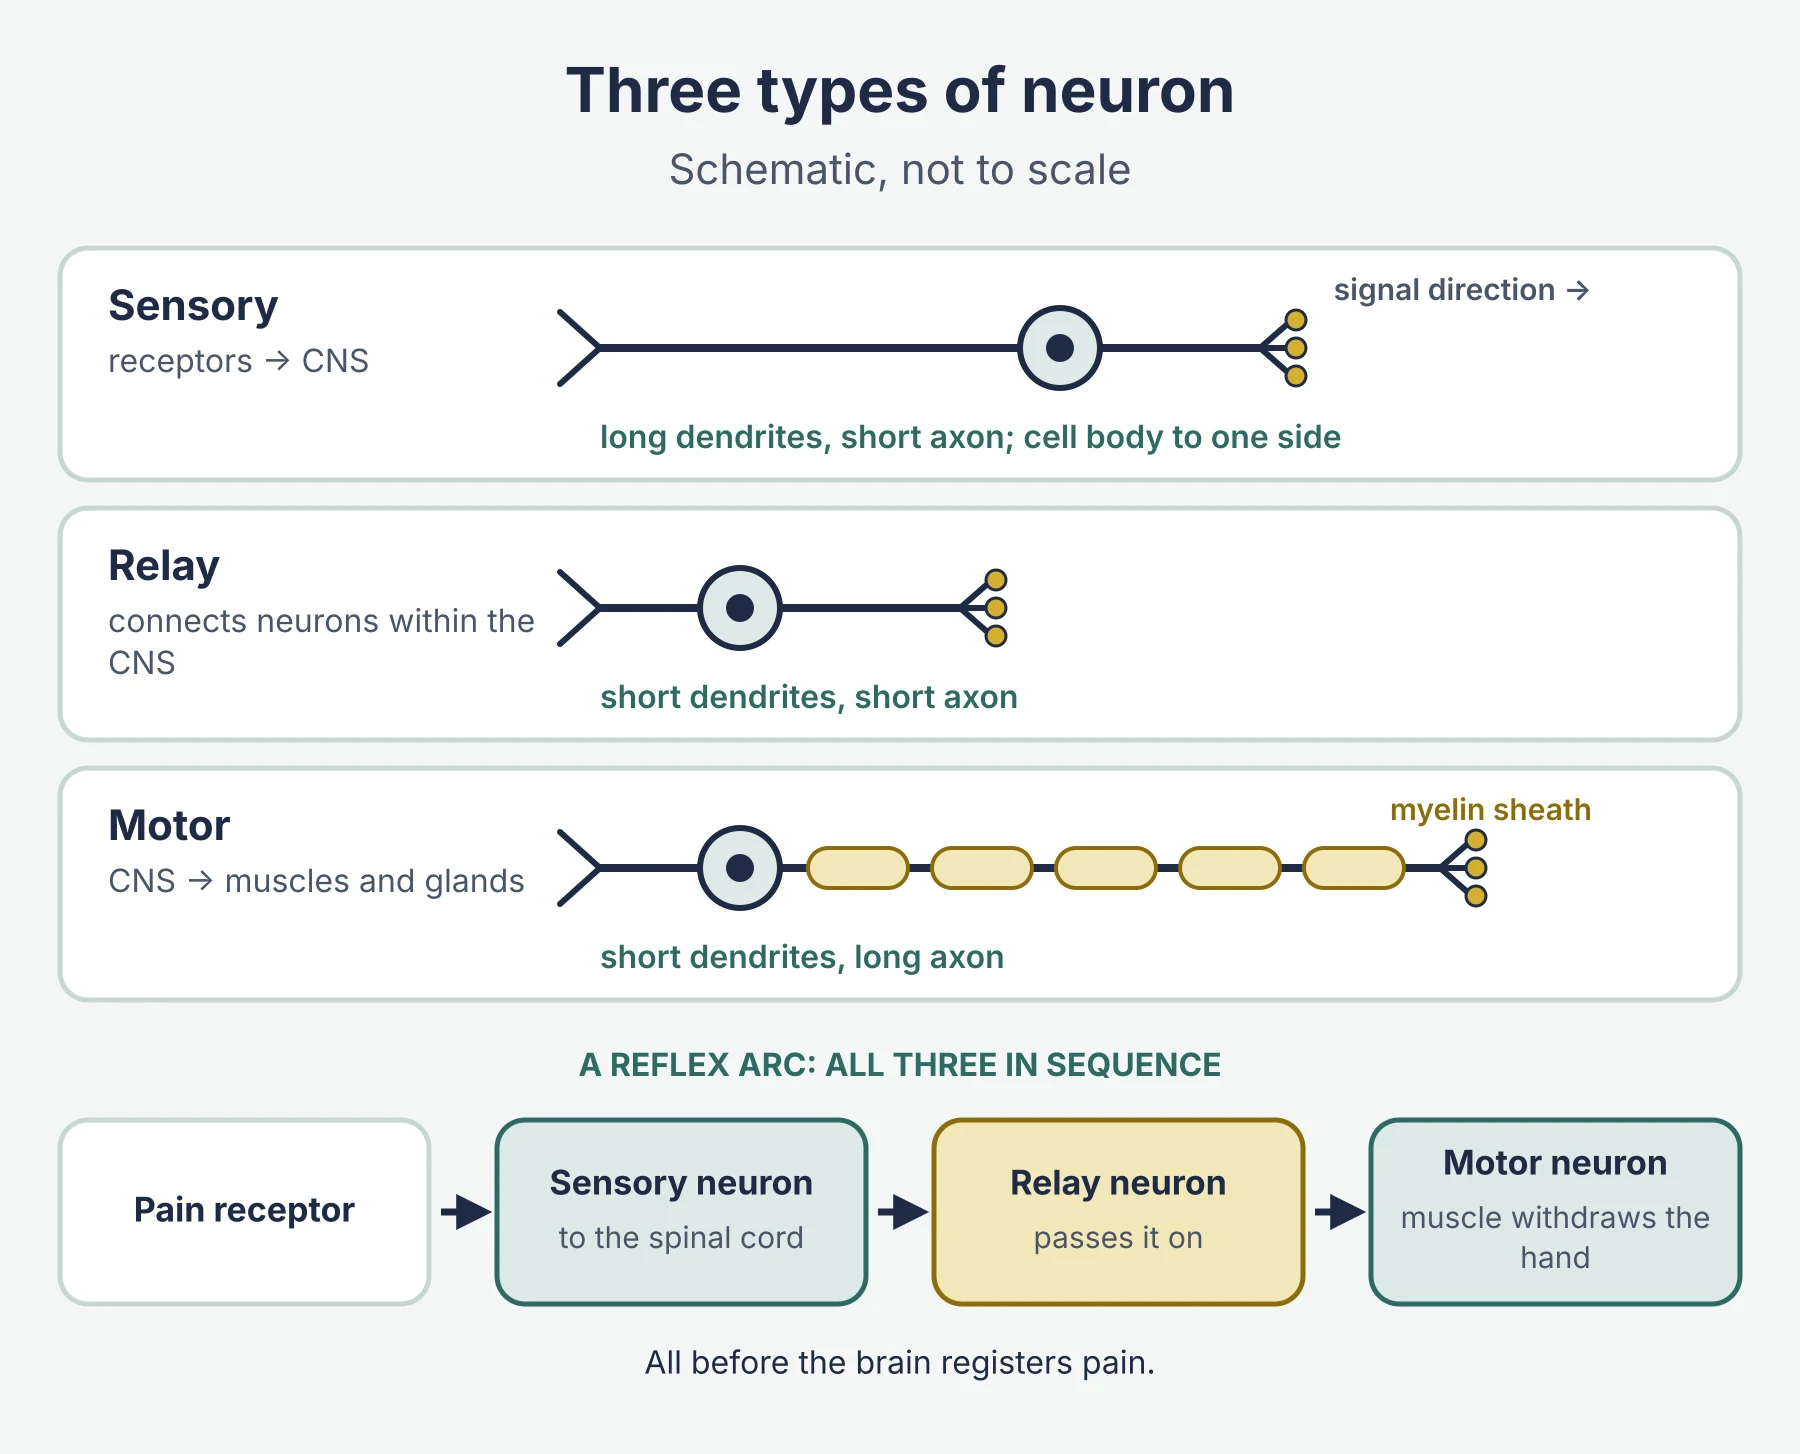 Three types of neuron
Schematic, not to scale
Sensory
receptors → CNS
signal direction →
long dendrites, short axon; cell body to one side
Relay
connects neurons within the
CNS
short dendrites, short axon
Motor
CNS → muscles and glands
myelin sheath
short dendrites, long axon
A REFLEX ARC: ALL THREE IN SEQUENCE
Pain receptor
Sensory neuron
to the spinal cord
Relay neuron
passes it on
Motor neuron
muscle withdraws the
hand
All before the brain registers pain.